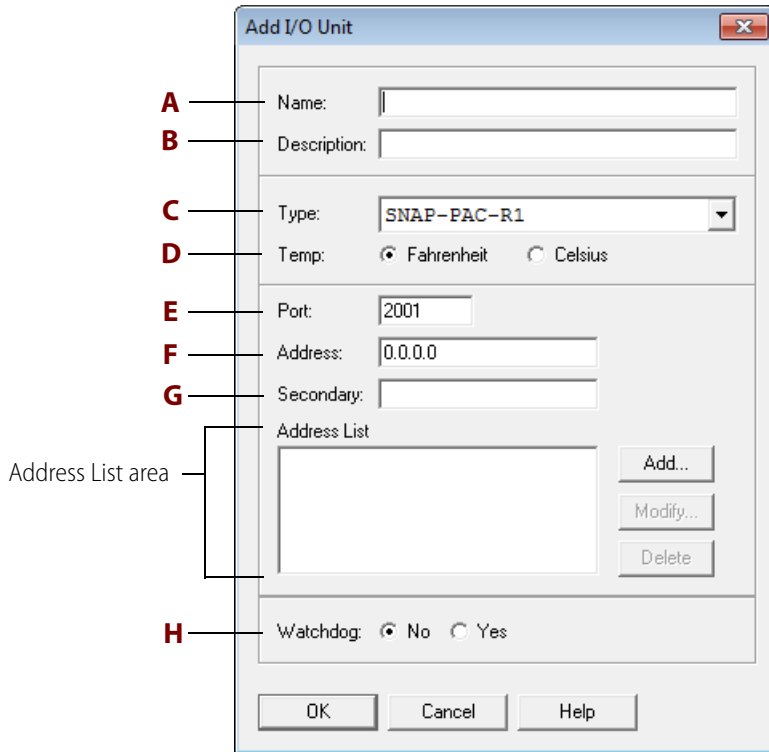 Add I/O Unit
A Name:
B Description:
C Type: SNAP-PAC-R1
D Temp: Fahrenheit Celsius
E Port: 2001
F Address: 0.0.0.0
G Secondary:
Address List
Address List area
Add...
Modify...
Delete
H Watchdog: No Yes
OK Cancel Help